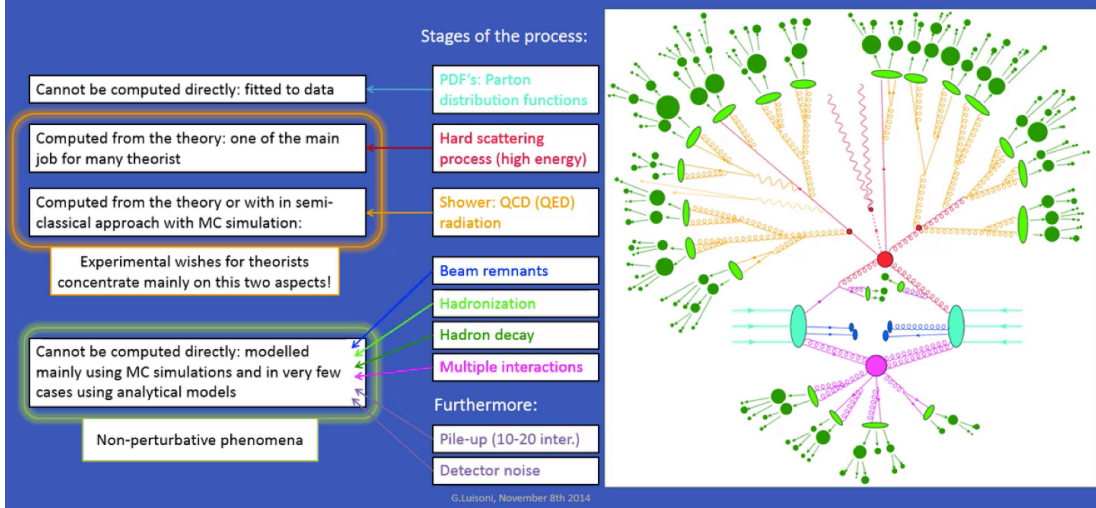 Stages of the process:
Cannot be computed directly: fitted to data
PDF's: Parton
distribution functions
Computed from the theory: one of the main
job for many theorist
Hard scattering
process (high energy)
Computed from the theory or with in semi-
classical approach with MC simulation:
Shower: QCD (QED)
radiation
Experimental wishes for theorists
concentrate mainly on this two aspects!
Beam remnants
Hadronization
Hadron decay
Multiple interactions
Cannot be computed directly: modelled
mainly using MC simulations and in very few
cases using analytical models
Non-perturbative phenomena
Furthermore:
Pile-up (10-20 inter.)
Detector noise
G.Luisoni, November 8th 2014